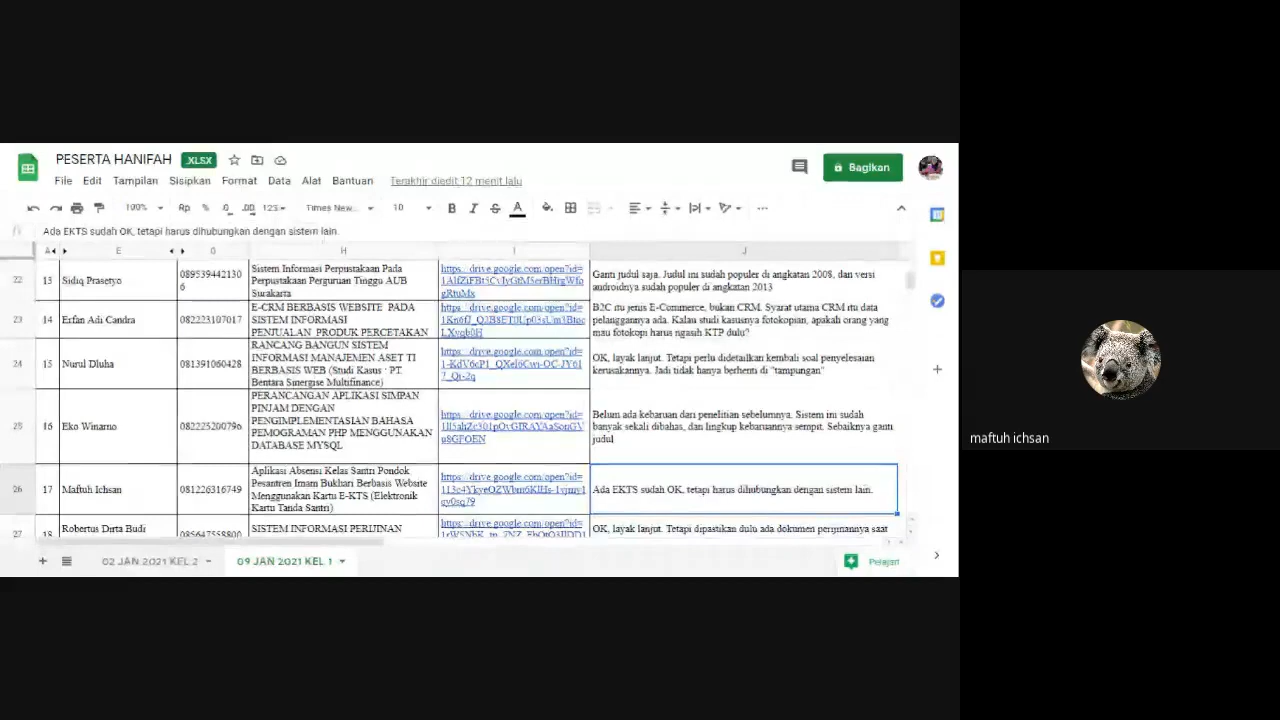 PESERTA HANIFAH .XLSX
File Edit Tampilan Sisipkan Format Data Alat Bantuan Terakhir diedit 12 menit lalu
Bagikan
100% Rp % .0 .00 123 Times New... 10 B I S A
Ada EKTS sudah OK, tetapi harus dihubungkan dengan sistem lain.
A E G H I J
22 13 Sidiq Prasetyo
089539442130
6
Sistem Informasi Perpustakaan Pada
Perpustakaan Perguruan Tinggu AUB
Surakarta
Ganti judul saja. Judul ini sudah populer di angkatan 2008, dan versi
androidnya sudah populer di angkatan 2013
23 14 Erfan Adi Candra 082223107017
E-CRM BERBASIS WEBSITE PADA
SISTEM INFORMASI
PENJUALAN PRODUK PERCETAKAN
B2C itu jenis E-Commerce, bukan CRM. Syarat utama CRM itu data
pelanggannya ada. Kalau studi kasusnya fotokopian, apakah orang yang
mau fotokopi harus ngasih KTP dulu?
24 15 Nurul Dluha 081391060428
RANCANG BANGUN SISTEM
INFORMASI MANAJEMEN ASET TI
BERBASIS WEB (Studi Kasus : PT.
Bentara Sinergise Multifinance)
OK, layak lanjut. Tetapi perlu didetailkan kembali soal penyelesaian
kerusakannya. Jadi tidak hanya berhenti di "tampungan"
25 16 Eko Winarno 08222520796
PERANCANGAN APLIKASI SIMPAN
PINJAM DENGAN
PENGIMPLEMENTASIAN BAHASA
PEMOGRAMAN PHP MENGGUNAKAN
DATABASE MYSQL
Belum ada kebaruan dari penelitian sebelumnya. Sistem ini sudah
banyak sekali dibahas, dan lingkup kebaruannya sempit. Sebaiknya ganti
judul
26 17 Maftuh Ichsan 081226316749
Aplikasi Absensi Kelas Santri Pondok
Pesantren Imam Bukhari Berbasis Website
Menggunakan Kartu E-KTS (Elektronik
Kartu Tanda Santri)
Ada EKTS sudah OK, tetapi harus dihubungkan dengan sistem lain.
27 18 Robertus Dirta Budi 085647558800
SISTEM INFORMASI PERIJINAN
OK, layak lanjut. Tetapi dipastikan dulu ada dokumen perijinannya saat
02 JAN 2021 KEL 2 09 JAN 2021 KEL 1 Pelajari
maftuh ichsan